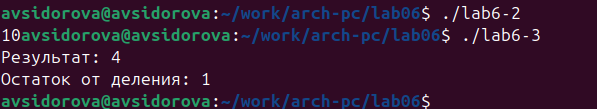 avsidorova@avsidorova:~/work/arch-pc/lab06$ ./lab6-2
10avsidorova@avsidorova:~/work/arch-pc/lab06$ ./lab6-3
Результат: 4
Остаток от деления: 1
avsidorova@avsidorova:~/work/arch-pc/lab06$